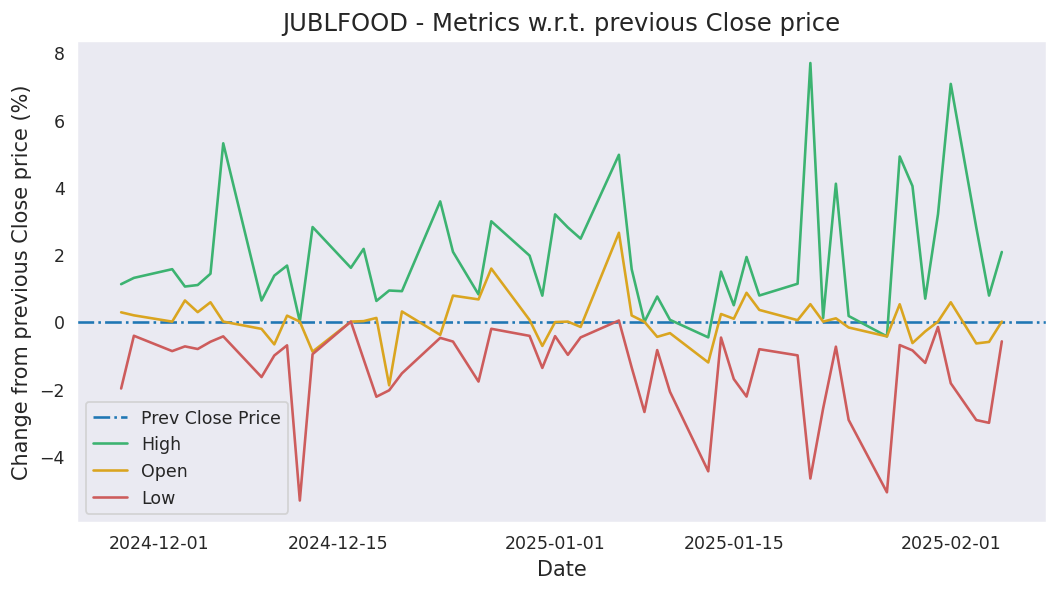 JUBLFOOD - Metrics w.r.t. previous Close price
Change from previous Close price (%)
8
6
4
2
0
−2
−4
Prev Close Price
High
Open
Low
2024-12-01
2024-12-15
2025-01-01
2025-01-15
2025-02-01
Date